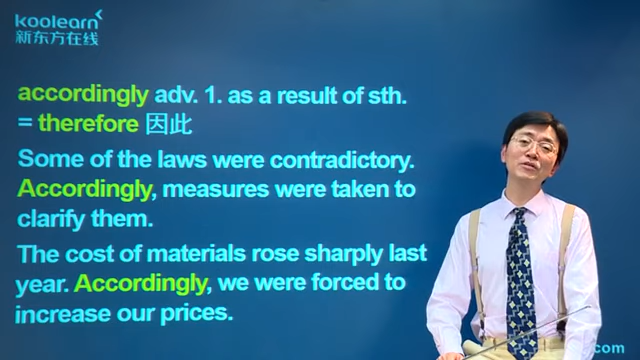 koolearn
新东方在线
accordingly adv. 1. as a result of sth.
= therefore 因此
Some of the laws were contradictory.
Accordingly, measures were taken to
clarify them.
The cost of materials rose sharply last
year. Accordingly, we were forced to
increase our prices.
.com